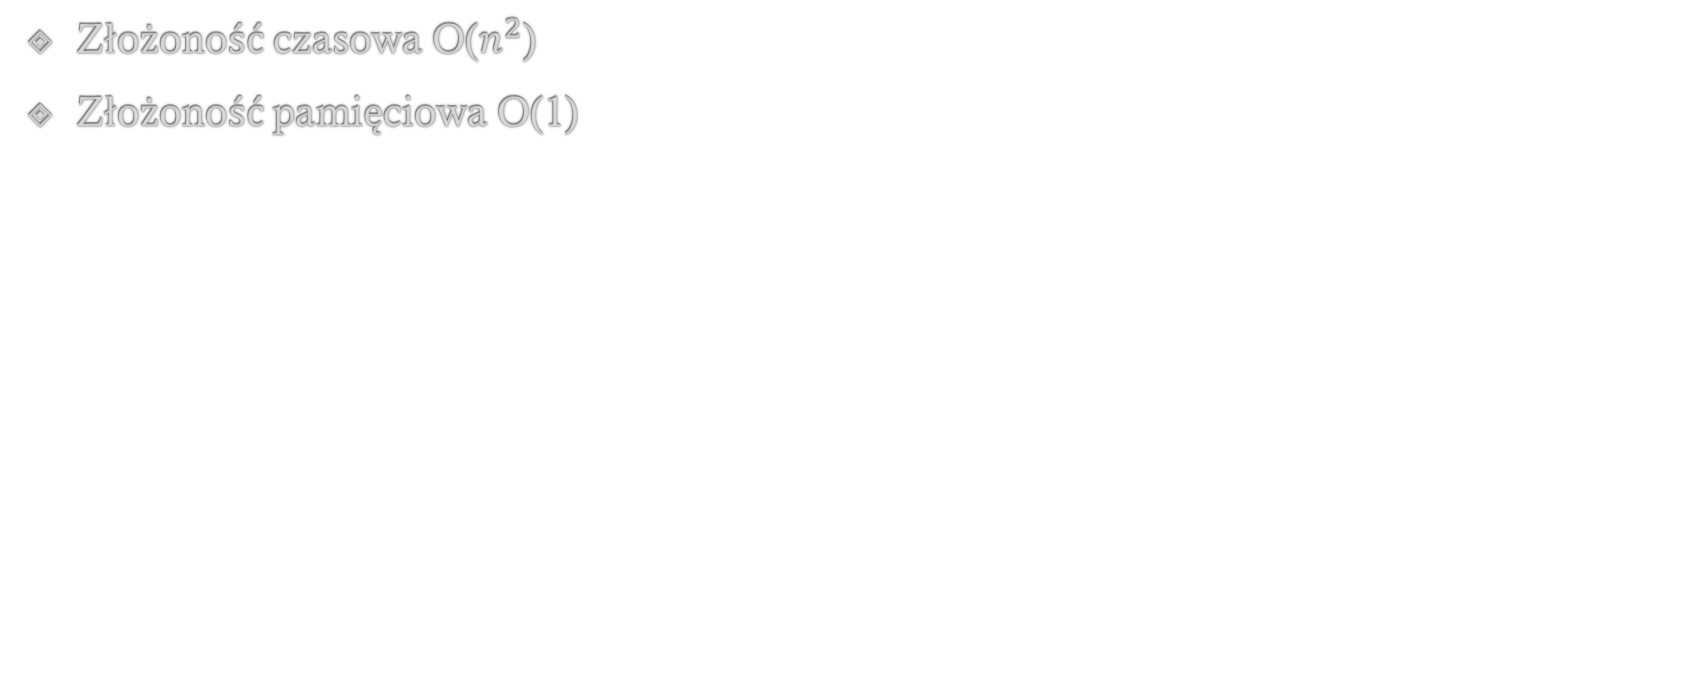 ❖ Złożoność czasowa O(n²)
❖ Złożoność pamięciowa O(1)